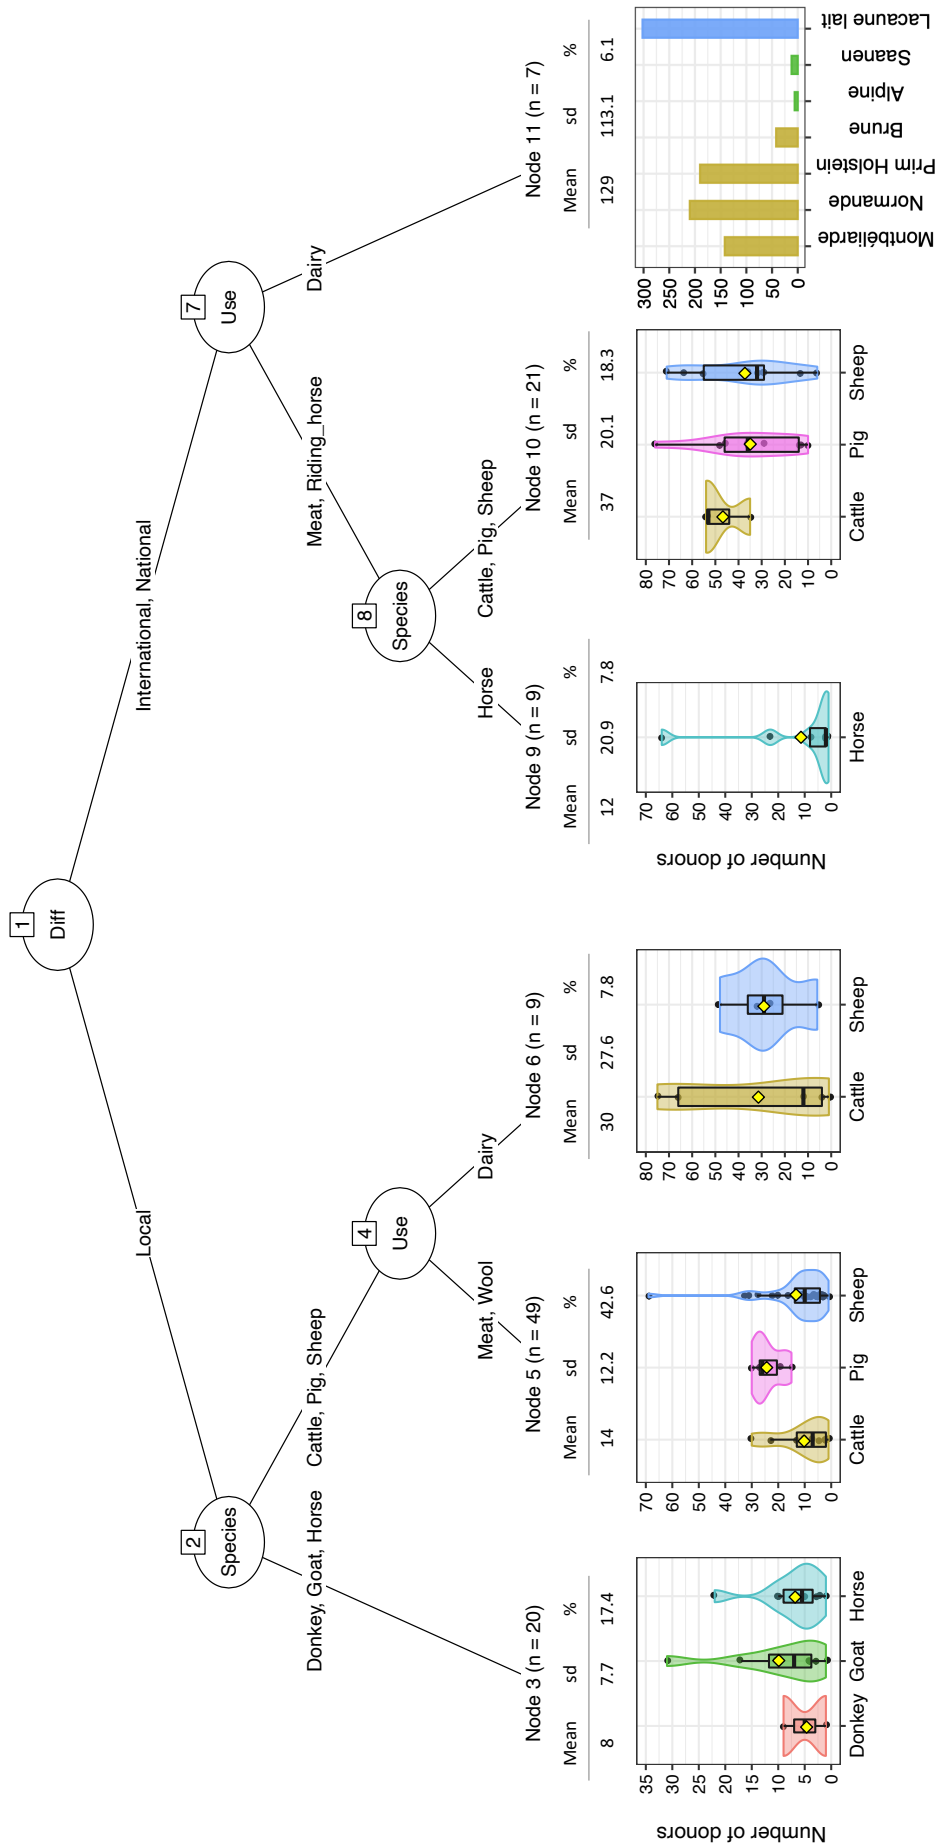 1
Diff
Local
International, National
2
Species
7
Use
Donkey, Goat, Horse
Cattle, Pig, Sheep
Meat, Riding_horse
Dairy
4
Use
8
Species
Meat, Wool
Dairy
Horse
Cattle, Pig, Sheep
Node 3 (n = 20)
Mean sd %
8 7.7 17.4
Node 5 (n = 49)
Mean sd %
14 12.2 42.6
Node 6 (n = 9)
Mean sd %
30 27.6 7.8
Node 9 (n = 9)
Mean sd %
12 20.9 7.8
Node 10 (n = 21)
Mean sd %
37 20.1 18.3
Node 11 (n = 7)
Mean sd %
129 113.1 6.1
Number of donors
35
30
25
20
15
10
5
0
Donkey Goat Horse
70
60
50
40
30
20
10
0
Cattle Pig Sheep
80
70
60
50
40
30
20
10
0
Cattle Sheep
Number of donors
70
60
50
40
30
20
10
0
Horse
80
70
60
50
40
30
20
10
0
Cattle Pig Sheep
300
250
200
150
100
50
0
Montbéliarde
Normande
Prim Holstein
Brune
Alpine
Saanen
Lacaune lait